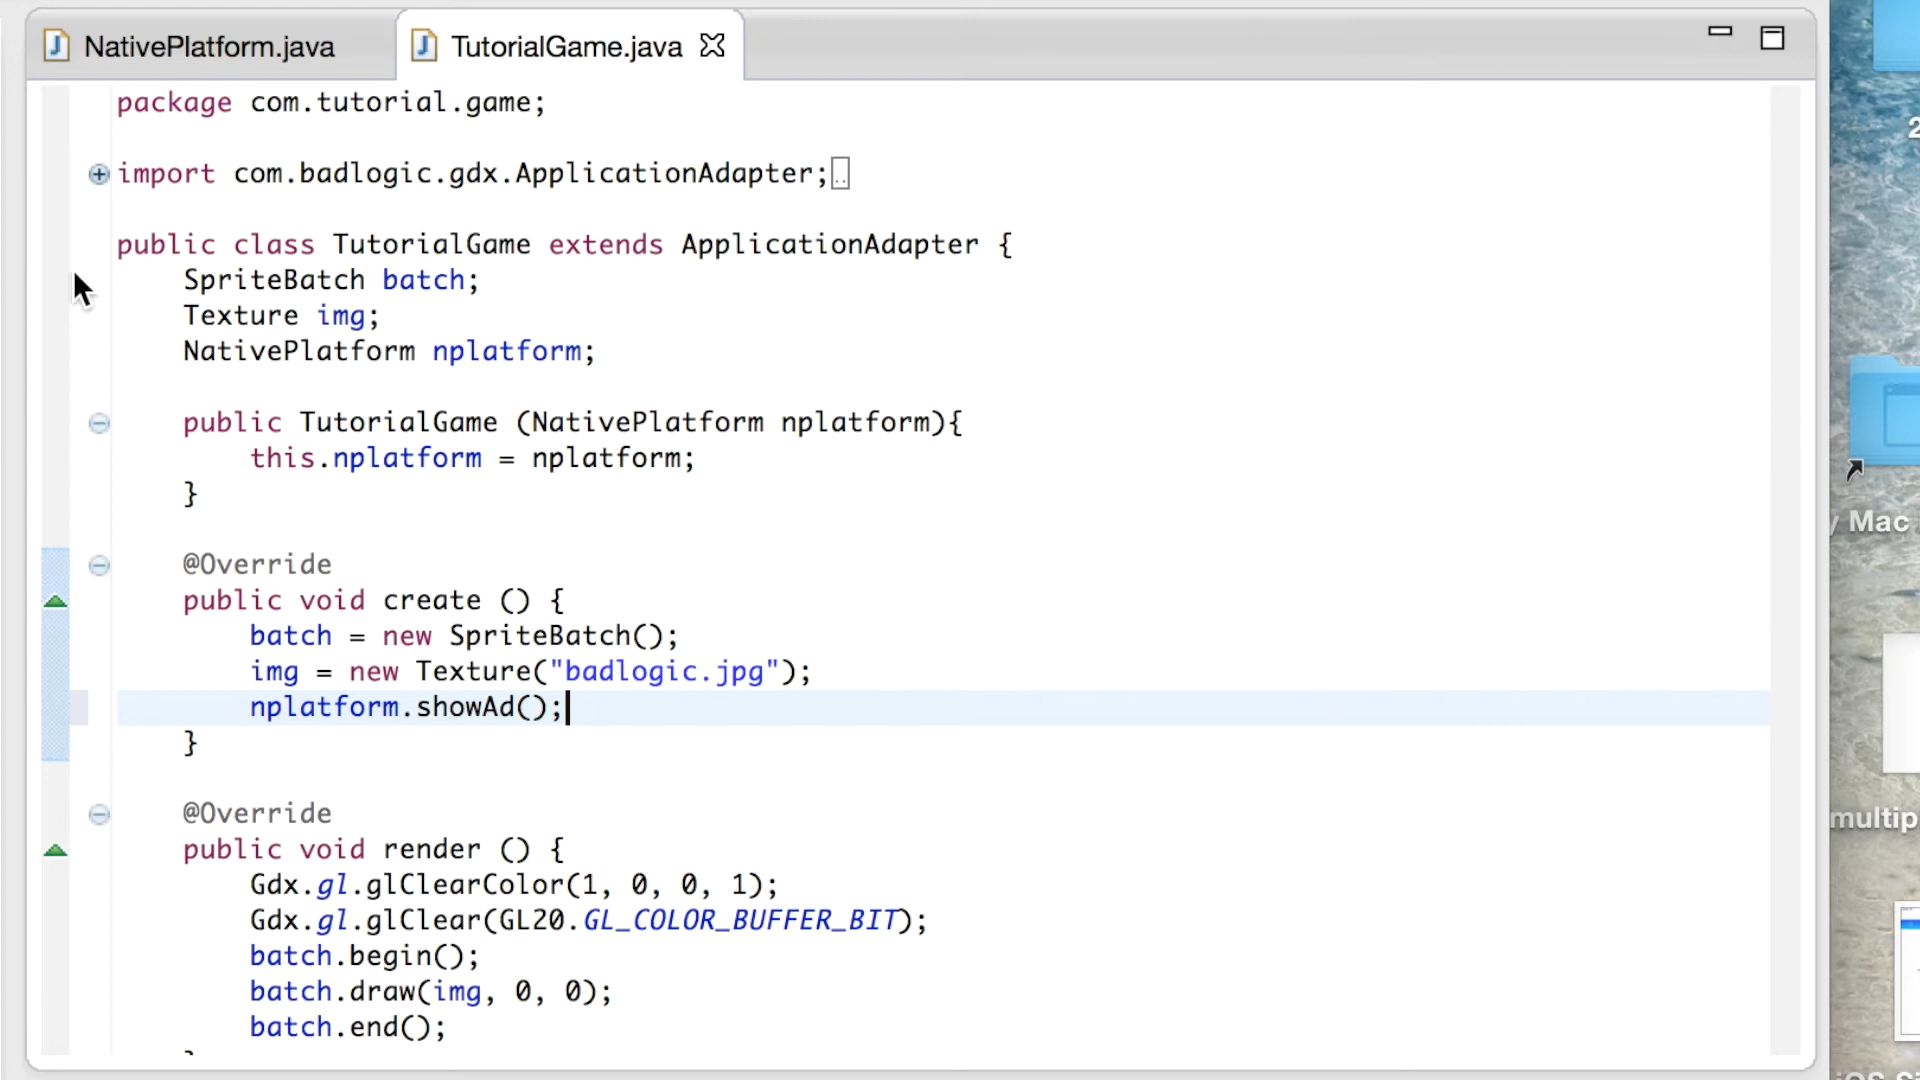 NativePlatform.java
TutorialGame.java
package com.tutorial.game;
import com.badlogic.gdx.ApplicationAdapter;
public class TutorialGame extends ApplicationAdapter {
SpriteBatch batch;
Texture img;
NativePlatform nplatform;
public TutorialGame (NativePlatform nplatform){
this.nplatform = nplatform;
}
@Override
public void create () {
batch = new SpriteBatch();
img = new Texture("badlogic.jpg");
nplatform.showAd();
}
@Override
public void render () {
Gdx.gl.glClearColor(1, 0, 0, 1);
Gdx.gl.glClear(GL20.GL_COLOR_BUFFER_BIT);
batch.begin();
batch.draw(img, 0, 0);
batch.end();
2
y Mac
multip